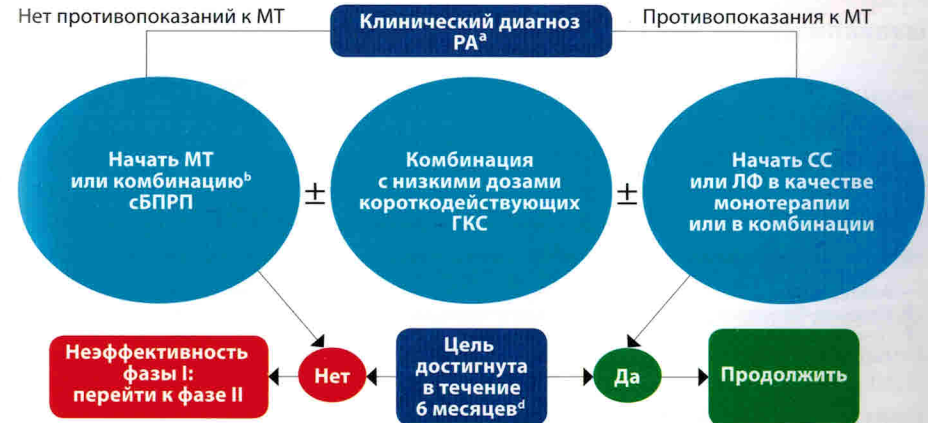 Нет противопоказаний к МТ
Клинический диагноз
РАᵃ
Противопоказания к МТ
Начать МТ
или комбинациюᵇ
сБПРП
±
Комбинация
с низкими дозами
короткодействующих
ГКС
±
Начать СС
или ЛФ в качестве
монотерапии
или в комбинации
Неэффективность
фазы I:
перейти к фазе II
Нет
Цель
достигнута
в течение
6 месяцевᵈ
Да
Продолжить